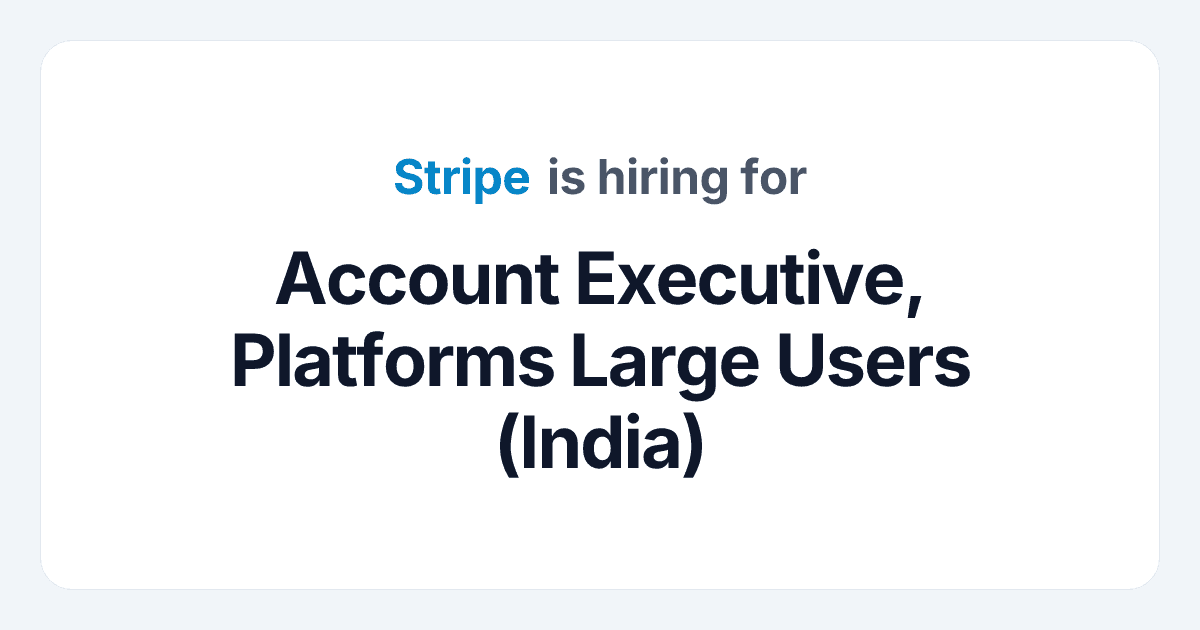 Stripe is hiring for
Account Executive,
Platforms Large Users
(India)